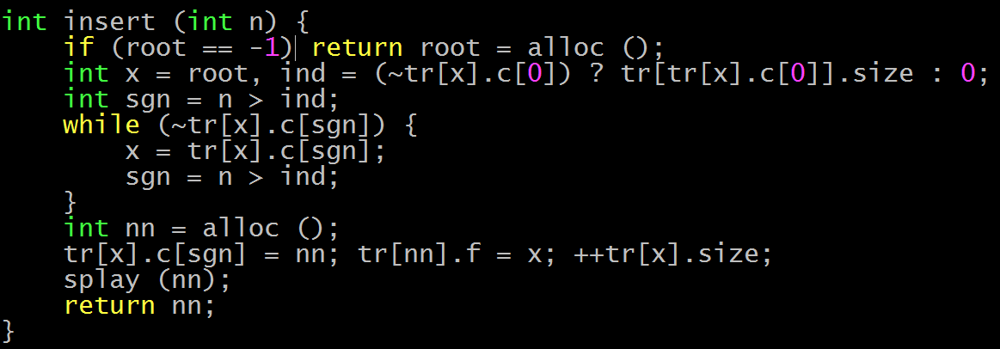 int insert (int n) {
    if (root == -1) return root = alloc ();
    int x = root, ind = (~tr[x].c[0]) ? tr[tr[x].c[0]].size : 0;
    int sgn = n > ind;
    while (~tr[x].c[sgn]) {
        x = tr[x].c[sgn];
        sgn = n > ind;
    }
    int nn = alloc ();
    tr[x].c[sgn] = nn; tr[nn].f = x; ++tr[x].size;
    splay (nn);
    return nn;
}